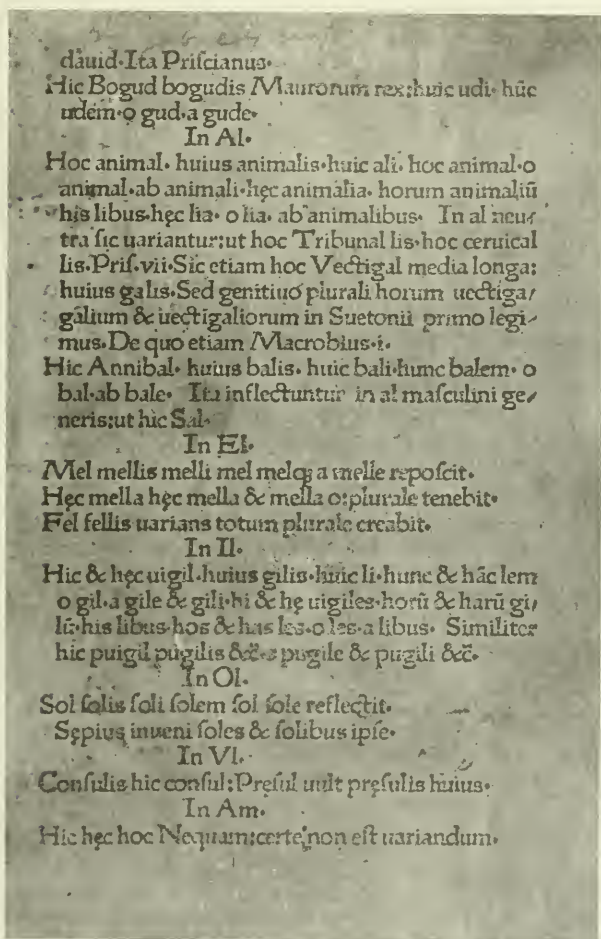 dauid·Ita Priſcianus·
Hic Bogud bogudis Maurorum rex:huic udi· hūc
udem·o gud·a gude·
In Al·
Hoc animal· huius animalis·huic ali· hoc animal·o
animal·ab animali·hęc animalia· horum animaliū
his libus·hęc lia· o lia· ab animalibus· In al neu-
tra ſic uariantur:ut hoc Tribunal lis·hoc ceruical
lis·Priſ·vii·Sic etiam hoc Vectigal media longa:
huius galis·Sed genitiuo plurali horum uectiga/
galium & uectigaliorum in Suetonii primo legi-
mus·De quo etiam Macrobius·i·
Hic Annibal· huius balis· huic bali·hunc balem· o
bal·ab bale· Ita inflectuntur in al maſculini ge/
neris:ut hic Sal·
In El·
Mel mellis melli mel melqȝ a melle repoſcit·
Hęc mella hęc mella & mella o:plurale tenebit·
Fel fellis uarians totum plurale creabit·
In Il·
Hic & hęc uigil·huius gilis·huic li·hunc & hāc lem
o gil·a gile & gili·hi & hę uigiles·horū & harū gi/
lū·his libus·hos & has les·o les·a libus· Similiter
hic puigil pugilis &c̄·a pugile & pugili &c̄·
In Ol·
Sol ſolis ſoli ſolem ſol ſole reflectit·
Sępius inueni ſoles & ſolibus ipſe·
In Vl·
Conſulis hic conſul:Pręſul uult pręſulis huius·
In Am·
Hic hęc hoc Nequam:certe non eſt uariandum·